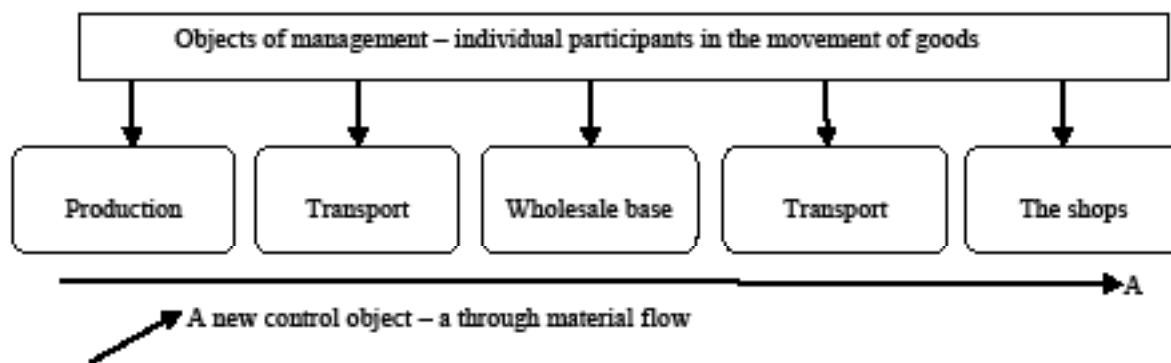 Objects of management – individual participants in the movement of goods
Production
Transport
Wholesale base
Transport
The shops
A
A new control object – a through material flow